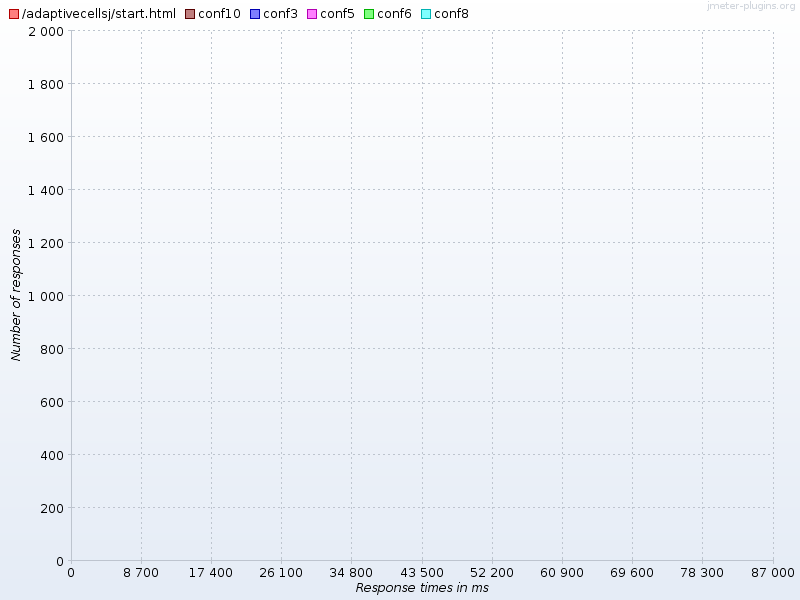 /adaptivecellsj/start.html conf10 conf3 conf5 conf6 conf8
jmeter-plugins.org
2 000
1 800
1 600
1 400
1 200
1 000
800
600
400
200
0
Number of responses
0 8 700 17 400 26 100 34 800 43 500 52 200 60 900 69 600 78 300 87 000
Response times in ms